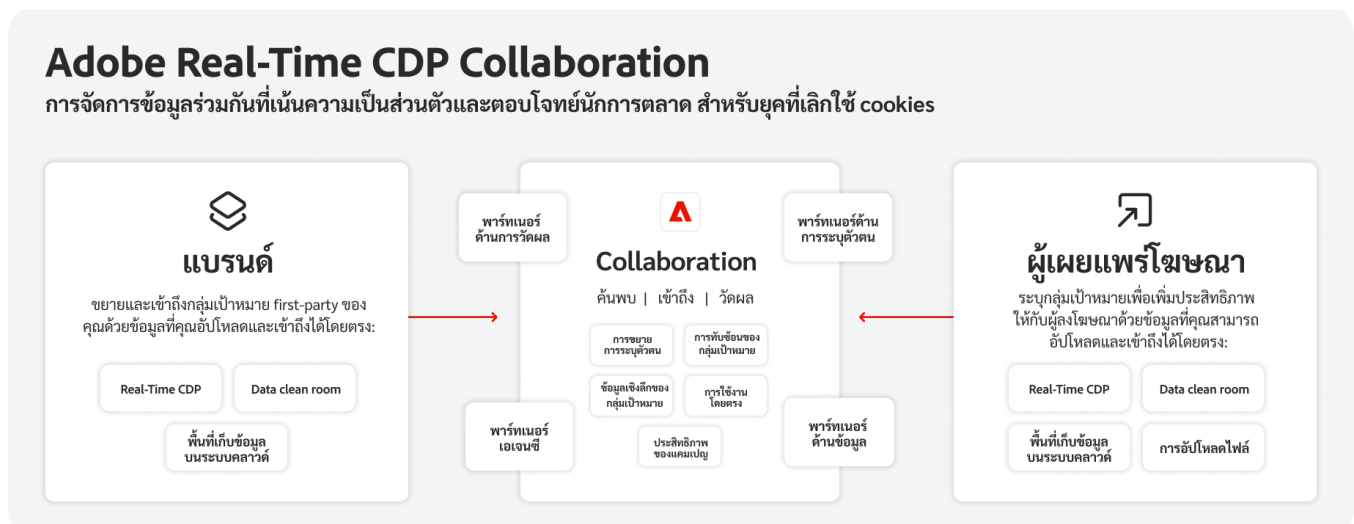 Adobe Real-Time CDP Collaboration
การจัดการข้อมูลร่วมกันที่เน้นความเป็นส่วนตัวและตอบโจทย์นักการตลาด สำหรับยุคที่เลิกใช้ cookies
แบรนด์
ขยายและเข้าถึงกลุ่มเป้าหมาย first-party ของ
คุณด้วยข้อมูลที่คุณอัปโหลดและเข้าถึงได้โดยตรง:
Real-Time CDP
Data clean room
พื้นที่เก็บข้อมูล
บนระบบคลาวด์
พาร์ทเนอร์
ด้านการวัดผล
พาร์ทเนอร์
เอเจนซี
Collaboration
ค้นพบ | เข้าถึง | วัดผล
การขยาย
การระบุตัวตน
การทับซ้อนของ
กลุ่มเป้าหมาย
ข้อมูลเชิงลึกของ
กลุ่มเป้าหมาย
การใช้งาน
โดยตรง
ประสิทธิภาพ
ของแคมเปญ
พาร์ทเนอร์ด้าน
การระบุตัวตน
พาร์ทเนอร์
ด้านข้อมูล
ผู้เผยแพร่โฆษณา
ระบุกลุ่มเป้าหมายเพื่อเพิ่มประสิทธิภาพ
ให้กับผู้ลงโฆษณาด้วยข้อมูลที่คุณสามารถ
อัปโหลดและเข้าถึงได้โดยตรง:
Real-Time CDP
Data clean room
พื้นที่เก็บข้อมูล
บนระบบคลาวด์
การอัปโหลดไฟล์